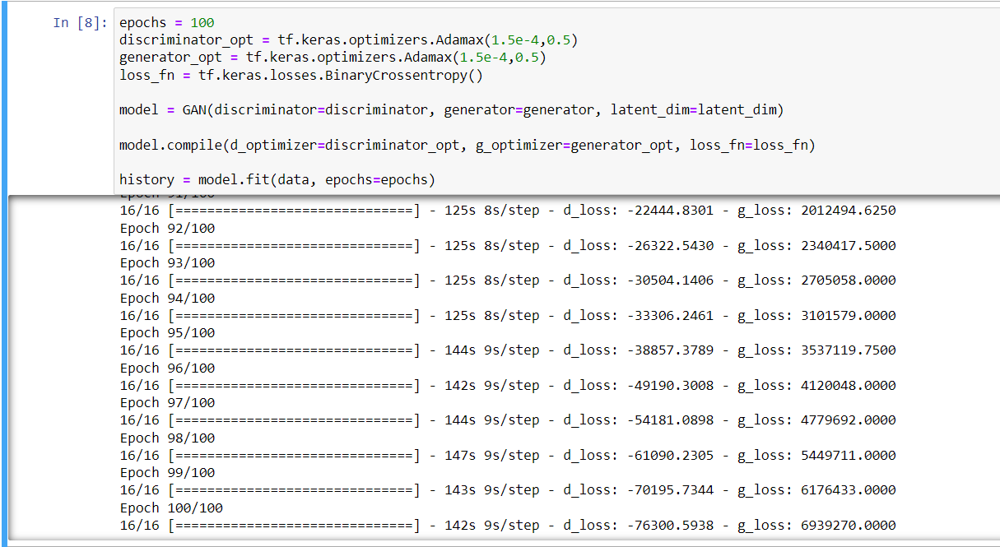 In [8]: epochs = 100
discriminator_opt = tf.keras.optimizers.Adamax(1.5e-4,0.5)
generator_opt = tf.keras.optimizers.Adamax(1.5e-4,0.5)
loss_fn = tf.keras.losses.BinaryCrossentropy()
model = GAN(discriminator=discriminator, generator=generator, latent_dim=latent_dim)
model.compile(d_optimizer=discriminator_opt, g_optimizer=generator_opt, loss_fn=loss_fn)
history = model.fit(data, epochs=epochs)
Epoch 91/100
16/16 [==============================] - 125s 8s/step - d_loss: -22444.8301 - g_loss: 2012494.6250
Epoch 92/100
16/16 [==============================] - 125s 8s/step - d_loss: -26322.5430 - g_loss: 2340417.5000
Epoch 93/100
16/16 [==============================] - 125s 8s/step - d_loss: -30504.1406 - g_loss: 2705058.0000
Epoch 94/100
16/16 [==============================] - 125s 8s/step - d_loss: -33306.2461 - g_loss: 3101579.0000
Epoch 95/100
16/16 [==============================] - 144s 9s/step - d_loss: -38857.3789 - g_loss: 3537119.7500
Epoch 96/100
16/16 [==============================] - 142s 9s/step - d_loss: -49190.3008 - g_loss: 4120048.0000
Epoch 97/100
16/16 [==============================] - 144s 9s/step - d_loss: -54181.0898 - g_loss: 4779692.0000
Epoch 98/100
16/16 [==============================] - 147s 9s/step - d_loss: -61090.2305 - g_loss: 5449711.0000
Epoch 99/100
16/16 [==============================] - 143s 9s/step - d_loss: -70195.7344 - g_loss: 6176433.0000
Epoch 100/100
16/16 [==============================] - 142s 9s/step - d_loss: -76300.5938 - g_loss: 6939270.0000